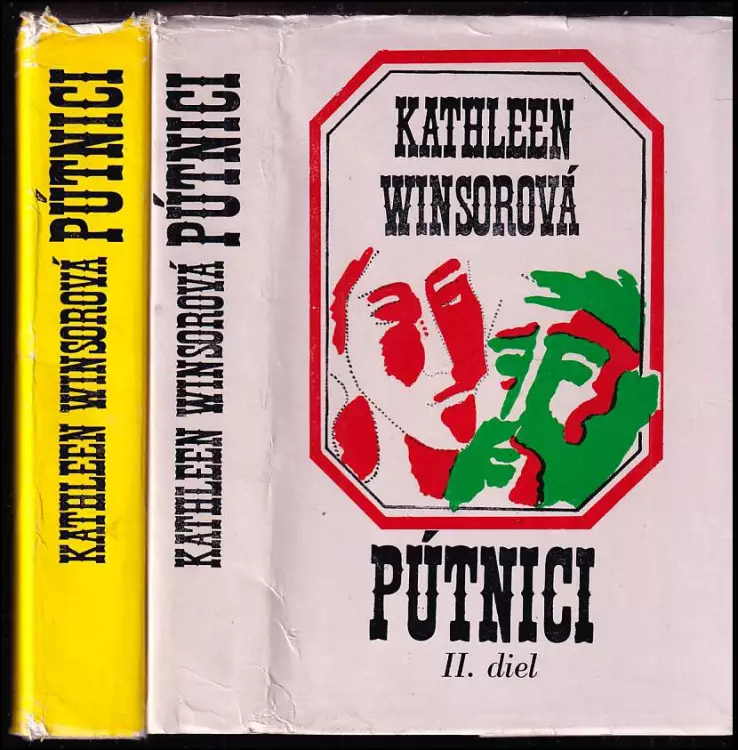 KATHLEEN WINSOROVÁ PÚTNICI
KATHLEEN WINSOROVÁ PÚTNICI
KATHLEEN
WINSOROVÁ
PÚTNICI
II. diel